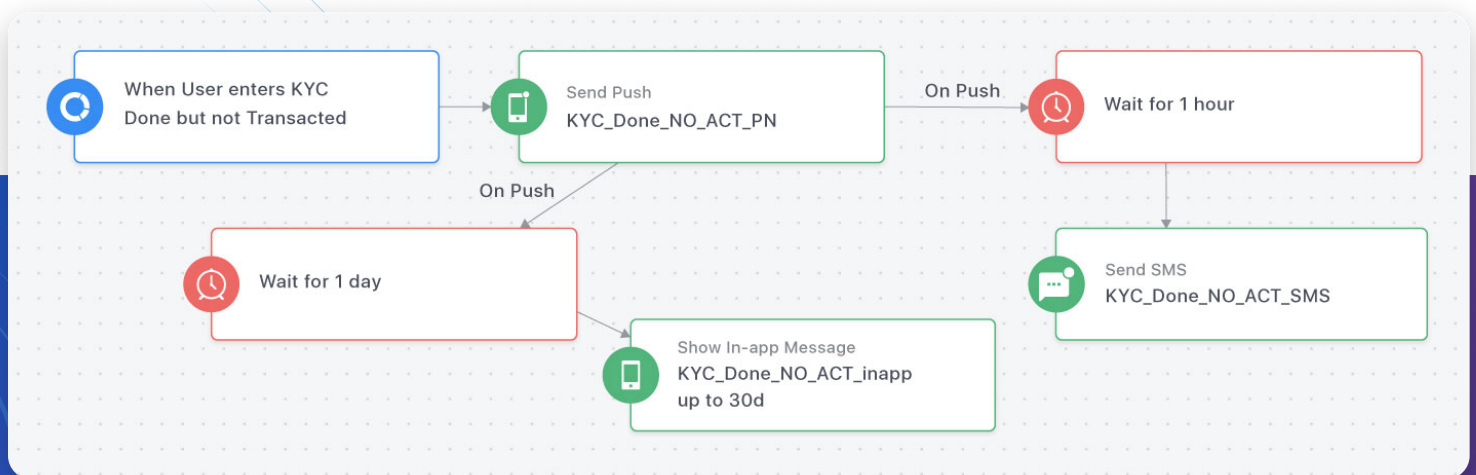 When User enters KYC
Done but not Transacted
Send Push
KYC_Done_NO_ACT_PN
On Push
Wait for 1 hour
On Push
Wait for 1 day
Send SMS
KYC_Done_NO_ACT_SMS
Show In-app Message
KYC_Done_NO_ACT_inapp
up to 30d